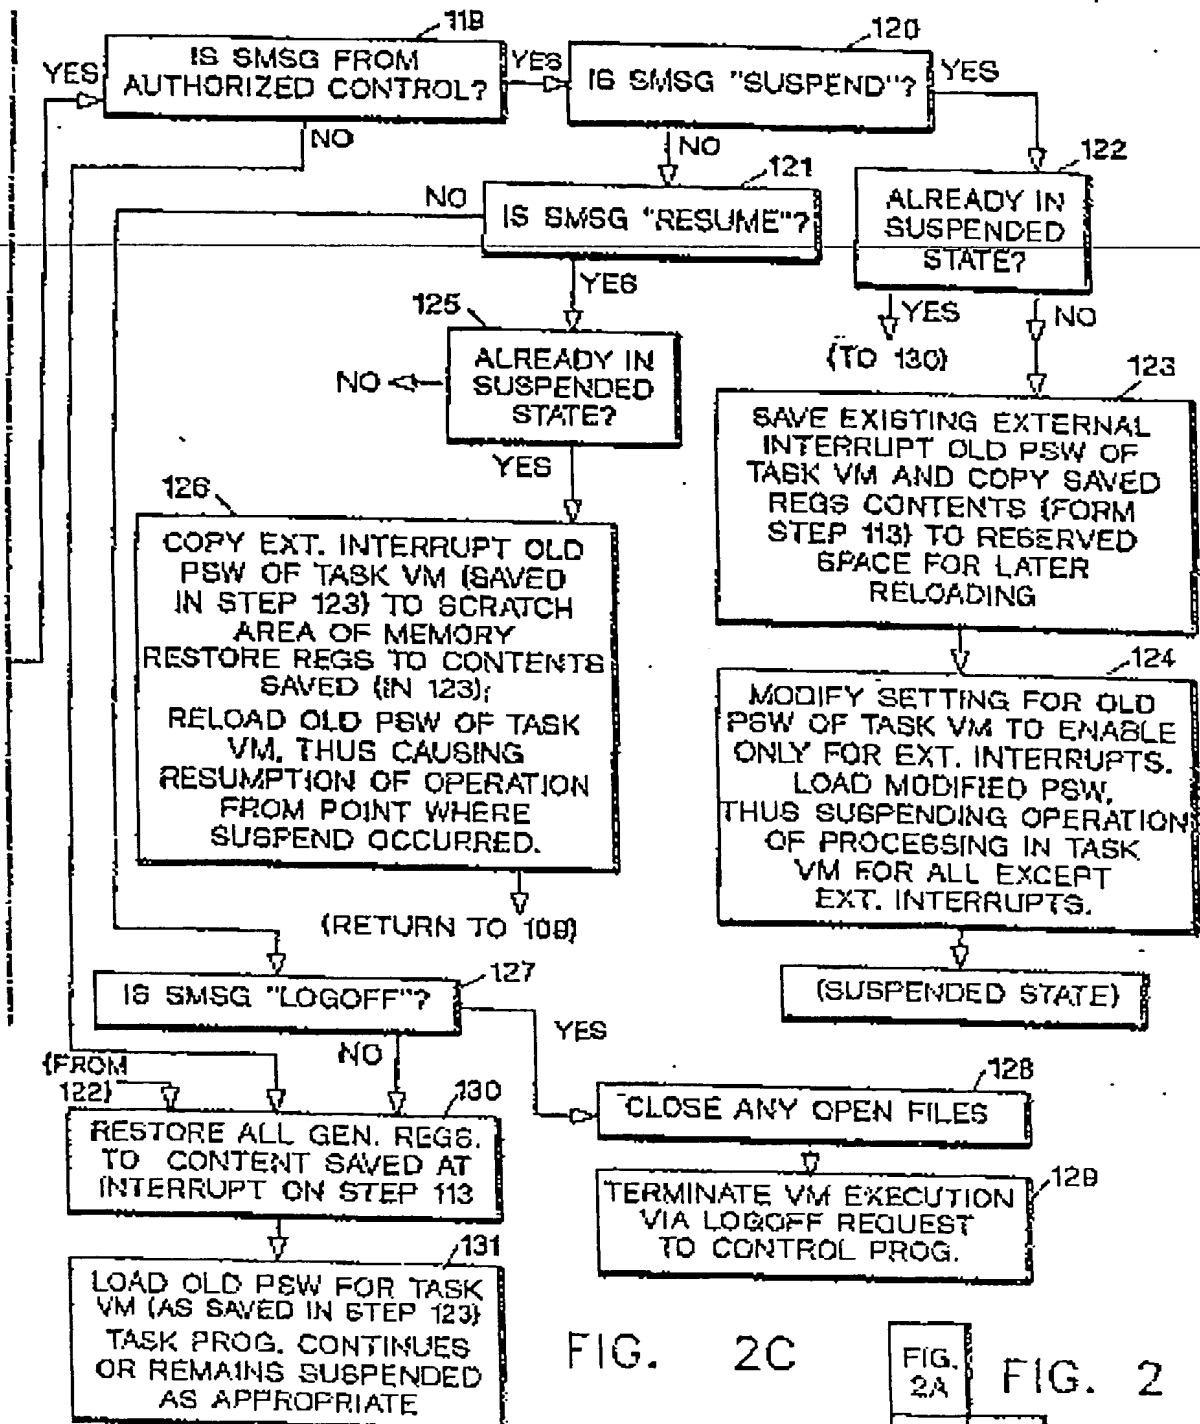 119
IS SMSG FROM
AUTHORIZED CONTROL?
YES
YES
NO
120
IS SMSG "SUSPEND"?
YES
NO
121
IS SMSG "RESUME"?
NO
YES
122
ALREADY IN
SUSPENDED
STATE?
YES
NO
(TO 130)
125
ALREADY IN
SUSPENDED
STATE?
NO
YES
123
SAVE EXISTING EXTERNAL
INTERRUPT OLD PSW OF
TASK VM AND COPY SAVED
REGS CONTENTS (FORM
STEP 113) TO RESERVED
SPACE FOR LATER
RELOADING
126
COPY EXT. INTERRUPT OLD
PSW OF TASK VM (SAVED
IN STEP 123) TO SCRATCH
AREA OF MEMORY
RESTORE REGS TO CONTENTS
SAVED (IN 123);
RELOAD OLD PSW OF TASK
VM, THUS CAUSING
RESUMPTION OF OPERATION
FROM POINT WHERE
SUSPEND OCCURRED.
(RETURN TO 109)
124
MODIFY SETTING FOR OLD
PSW OF TASK VM TO ENABLE
ONLY FOR EXT. INTERRUPTS.
LOAD MODIFIED PSW,
THUS SUSPENDING OPERATION
OF PROCESSING IN TASK
VM FOR ALL EXCEPT
EXT. INTERRUPTS.
(SUSPENDED STATE)
127
IS SMSG "LOGOFF"?
YES
NO
(FROM
122)
128
CLOSE ANY OPEN FILES
130
RESTORE ALL GEN. REGS.
TO CONTENT SAVED AT
INTERRUPT ON STEP 113
129
TERMINATE VM EXECUTION
VIA LOGOFF REQUEST
TO CONTROL PROG.
131
LOAD OLD PSW FOR TASK
VM (AS SAVED IN STEP 123)
TASK PROG. CONTINUES
OR REMAINS SUSPENDED
AS APPROPRIATE
FIG. 2C
FIG.
2A
FIG. 2